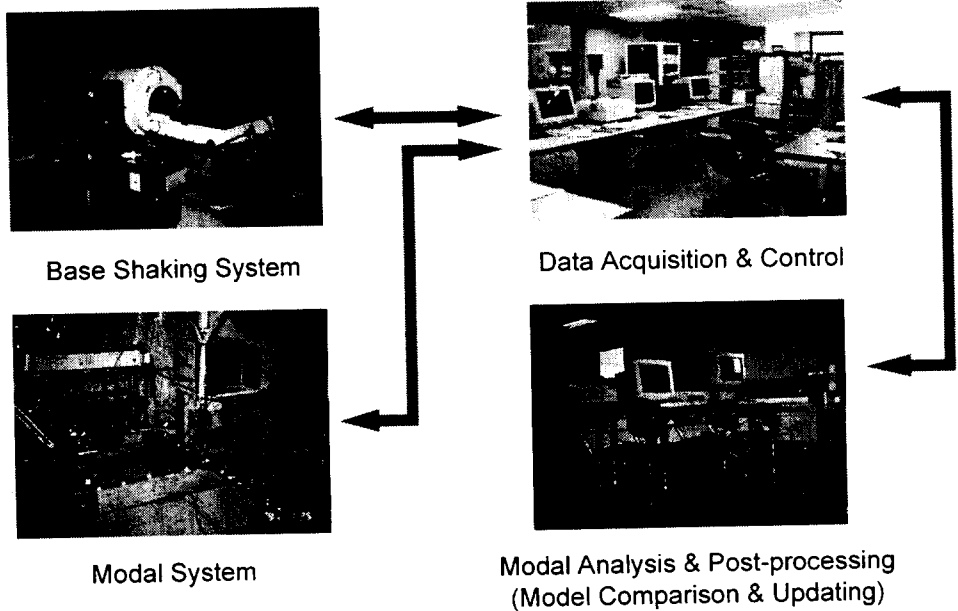 Base Shaking System
Data Acquisition & Control
Modal System
Modal Analysis & Post-processing
(Model Comparison & Updating)